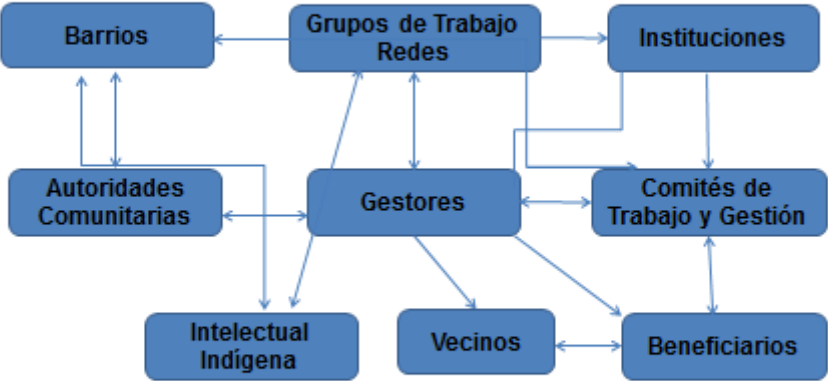 Barrios
Grupos de Trabajo
Redes
Instituciones
Autoridades
Comunitarias
Gestores
Comités de
Trabajo y Gestión
Intelectual
Indígena
Vecinos
Beneficiarios